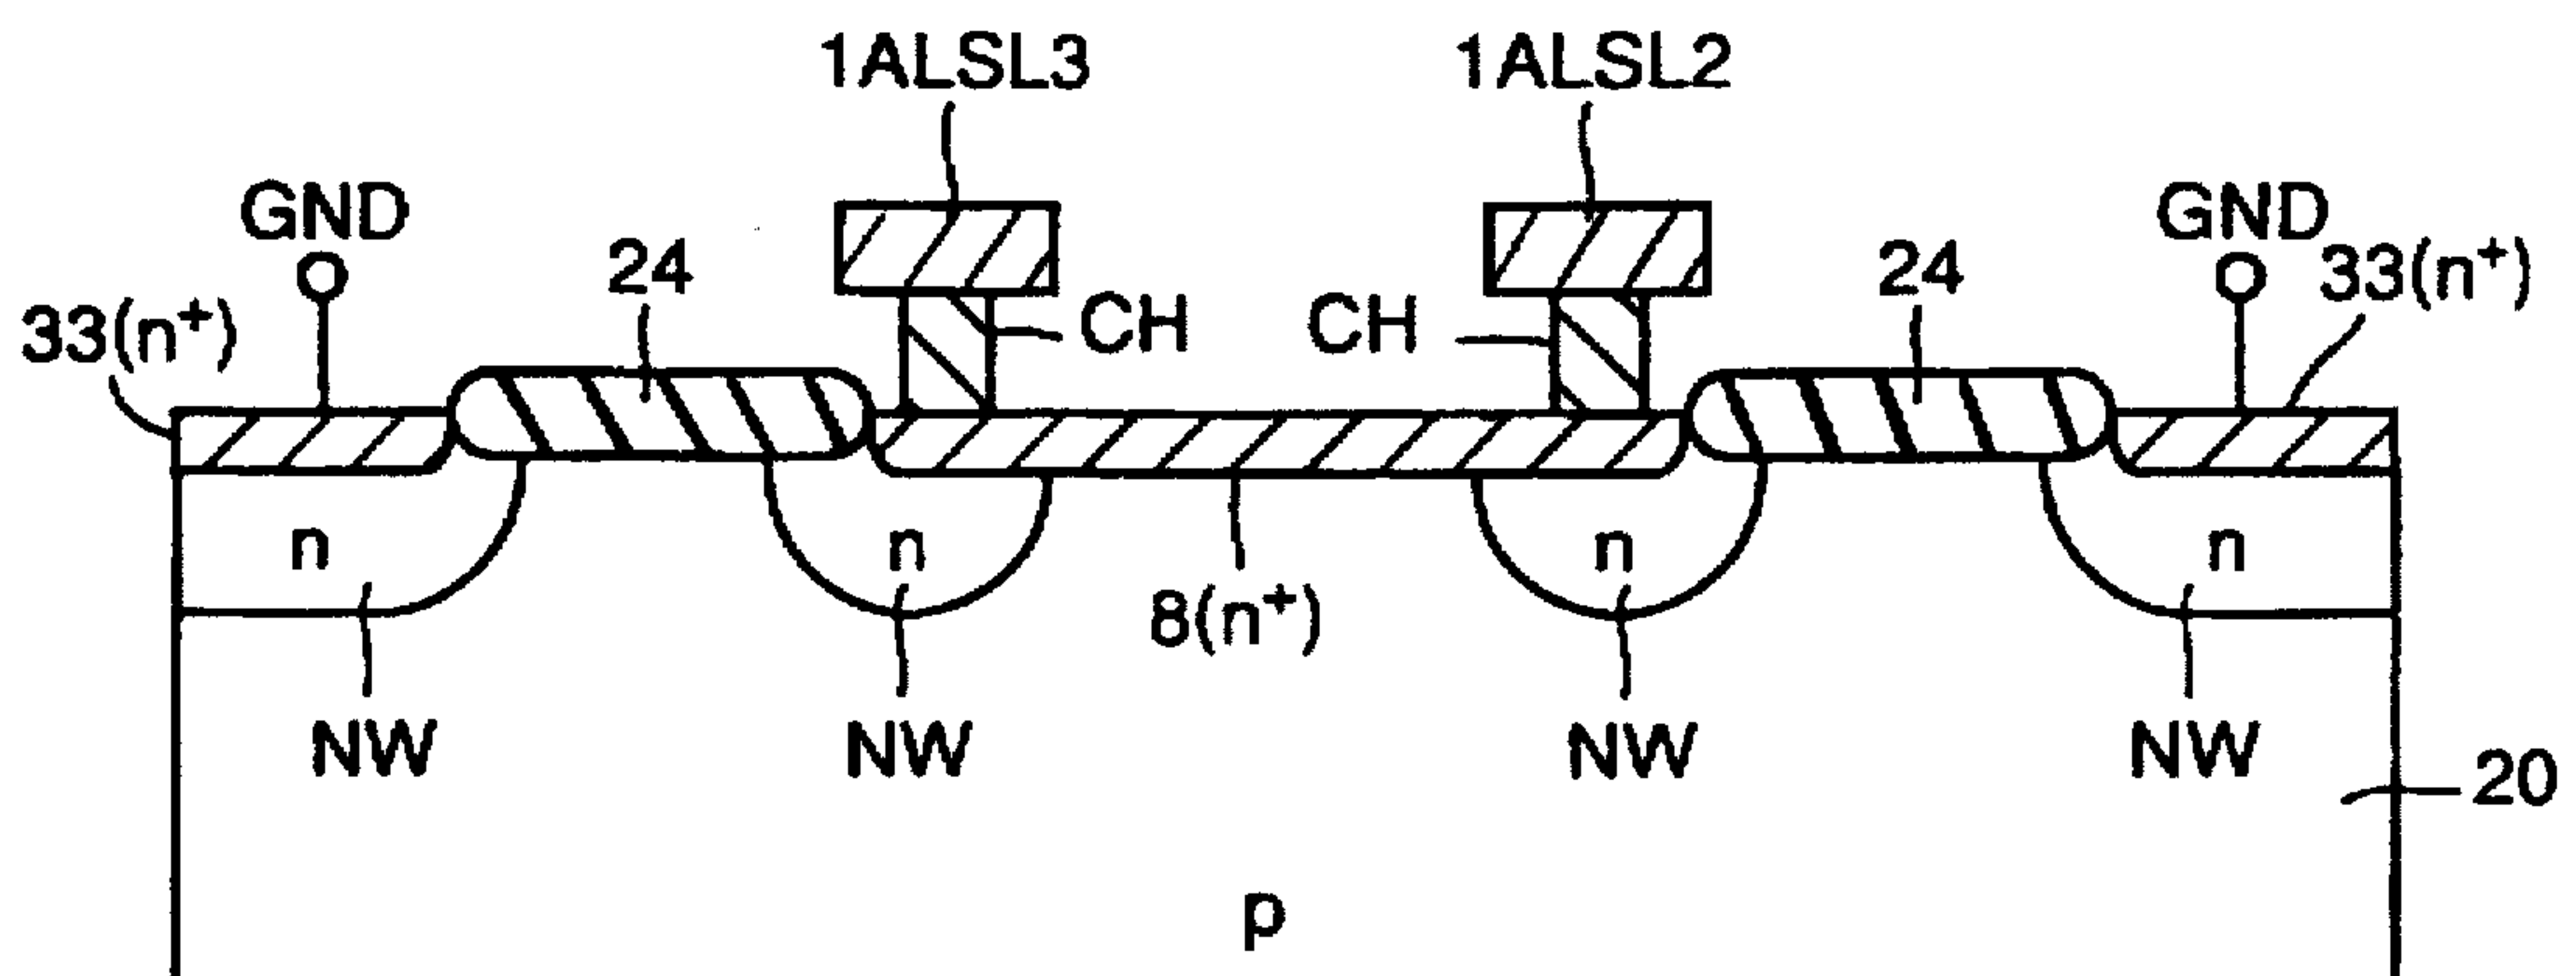 1ALSL3 1ALSL2
GND GND
24 24 33(n+)
33(n+) CH CH
n n n n
8(n+)
NW NW NW NW
20
p